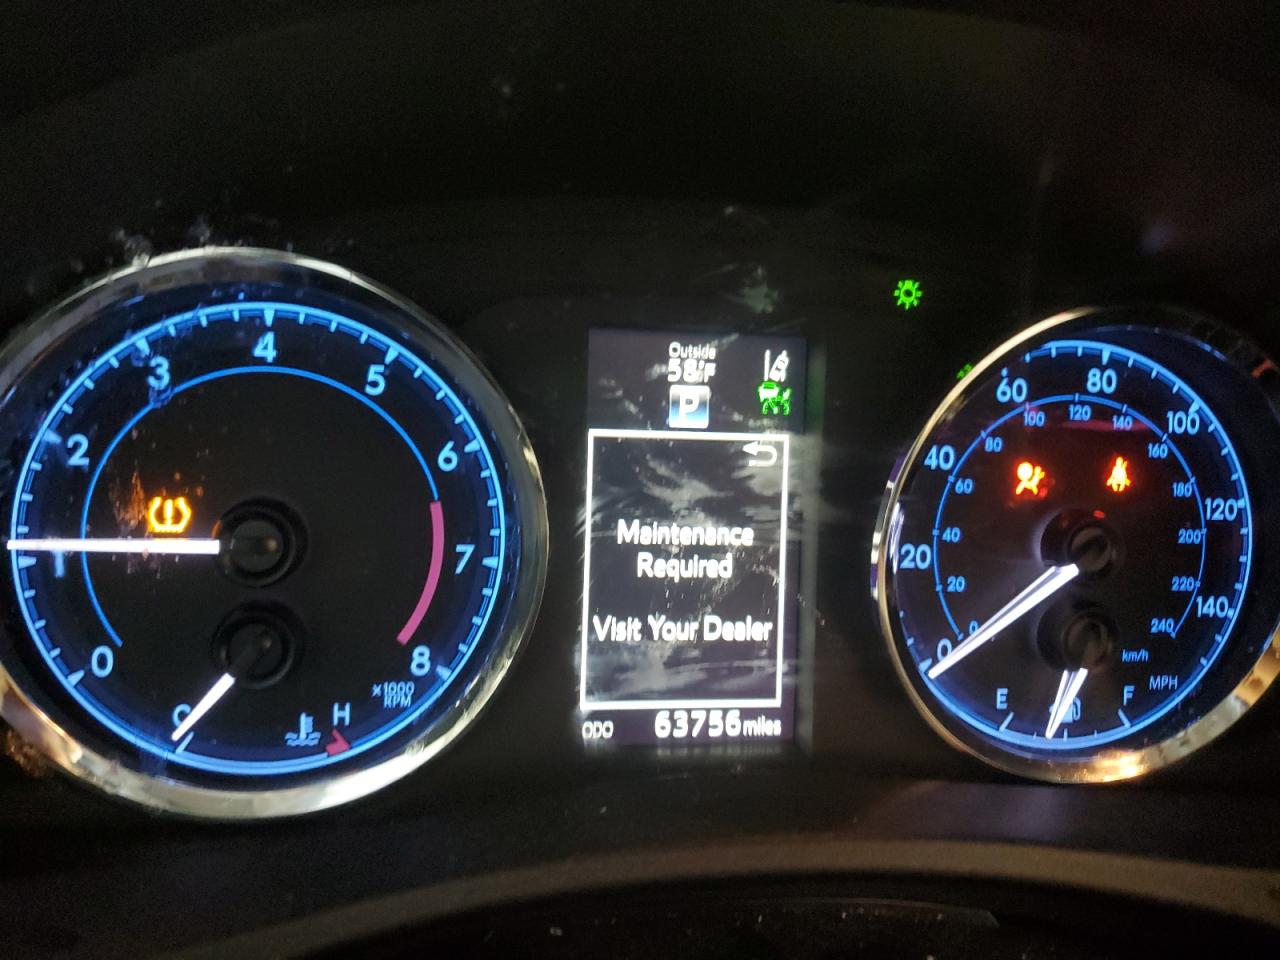 0
1
2
3
4
5
6
7
8
x1000
RPM
C
H
Outside
58°F
P
Maintenance
Required
Visit Your Dealer
ODO 63756 miles
0
20
40
60
80
100
120
140
MPH
0
20
40
60
80
100
120
140
160
180
200
220
240
km/h
E
F